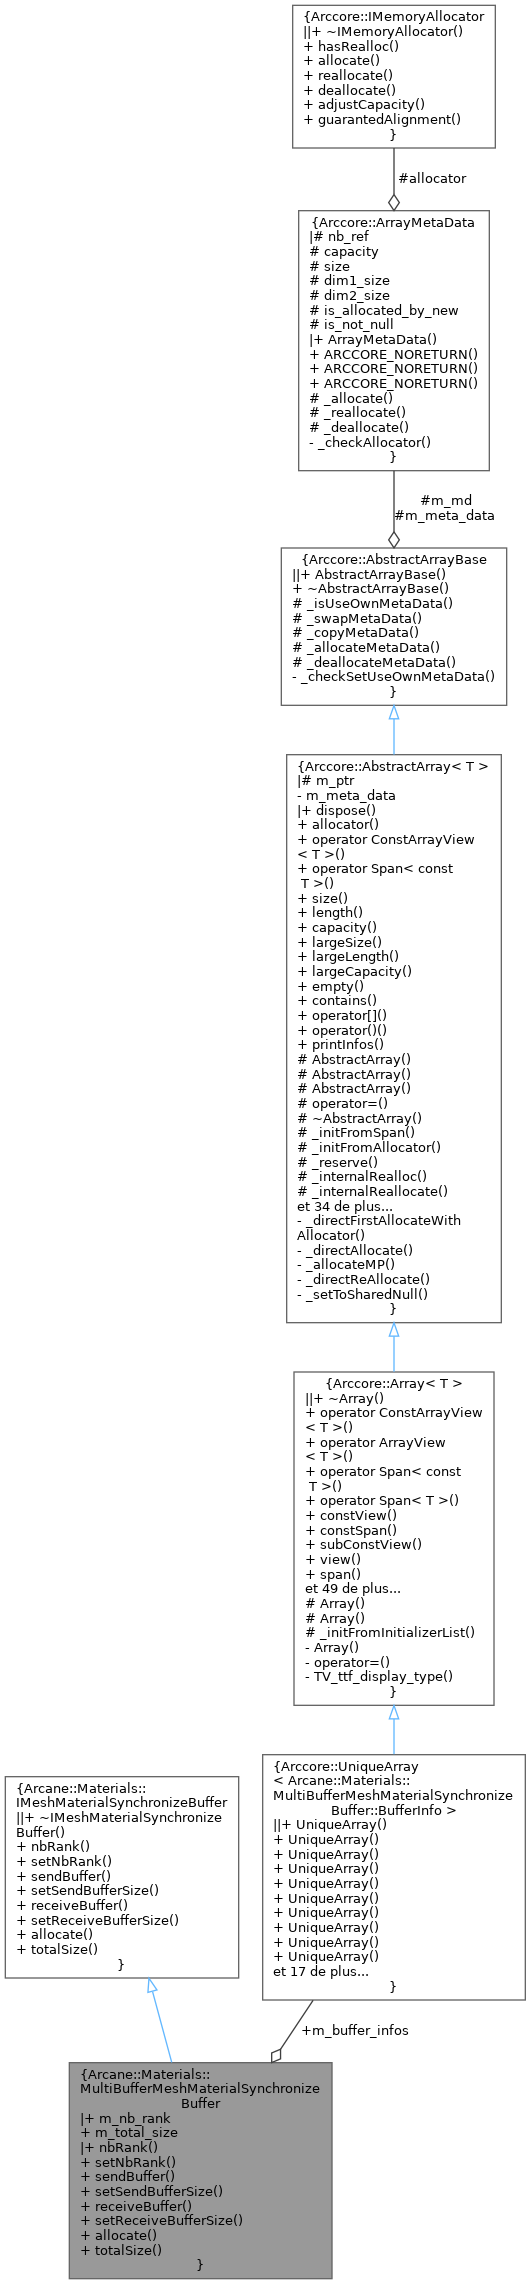 {Arccore::IMemoryAllocator
||+ ~IMemoryAllocator()
+ hasRealloc()
+ allocate()
+ reallocate()
+ deallocate()
+ adjustCapacity()
+ guarantedAlignment()
}
#allocator
{Arccore::ArrayMetaData
|# nb_ref
# capacity
# size
# dim1_size
# dim2_size
# is_allocated_by_new
# is_not_null
|+ ArrayMetaData()
+ ARCCORE_NORETURN()
+ ARCCORE_NORETURN()
+ ARCCORE_NORETURN()
# _allocate()
# _reallocate()
# _deallocate()
- _checkAllocator()
}
#m_md
#m_meta_data
{Arccore::AbstractArrayBase
||+ AbstractArrayBase()
+ ~AbstractArrayBase()
# _isUseOwnMetaData()
# _swapMetaData()
# _copyMetaData()
# _allocateMetaData()
# _deallocateMetaData()
- _checkSetUseOwnMetaData()
}
{Arccore::AbstractArray< T >
|# m_ptr
- m_meta_data
|+ dispose()
+ allocator()
+ operator ConstArrayView
< T >()
+ operator Span< const
T >()
+ size()
+ length()
+ capacity()
+ largeSize()
+ largeLength()
+ largeCapacity()
+ empty()
+ contains()
+ operator[]()
+ operator()()
+ printInfos()
# AbstractArray()
# AbstractArray()
# AbstractArray()
# operator=()
# ~AbstractArray()
# _initFromSpan()
# _initFromAllocator()
# _reserve()
# _internalRealloc()
# _internalReallocate()
et 34 de plus...
- _directFirstAllocateWith
Allocator()
- _directAllocate()
- _allocateMP()
- _directReAllocate()
- _setToSharedNull()
}
{Arccore::Array< T >
||+ ~Array()
+ operator ConstArrayView
< T >()
+ operator ArrayView
< T >()
+ operator Span< const
T >()
+ operator Span< T >()
+ constView()
+ constSpan()
+ subConstView()
+ view()
+ span()
et 49 de plus...
# Array()
# Array()
# _initFromInitializerList()
- Array()
- operator=()
- TV_ttf_display_type()
}
{Arcane::Materials::
IMeshMaterialSynchronizeBuffer
||+ ~IMeshMaterialSynchronize
Buffer()
+ nbRank()
+ setNbRank()
+ sendBuffer()
+ setSendBufferSize()
+ receiveBuffer()
+ setReceiveBufferSize()
+ allocate()
+ totalSize()
}
{Arccore::UniqueArray
< Arcane::Materials::
MultiBufferMeshMaterialSynchronize
Buffer::BufferInfo >
||+ UniqueArray()
+ UniqueArray()
+ UniqueArray()
+ UniqueArray()
+ UniqueArray()
+ UniqueArray()
+ UniqueArray()
+ UniqueArray()
+ UniqueArray()
+ UniqueArray()
et 17 de plus...
}
+m_buffer_infos
{Arcane::Materials::
MultiBufferMeshMaterialSynchronize
Buffer
|+ m_nb_rank
+ m_total_size
|+ nbRank()
+ setNbRank()
+ sendBuffer()
+ setSendBufferSize()
+ receiveBuffer()
+ setReceiveBufferSize()
+ allocate()
+ totalSize()
}